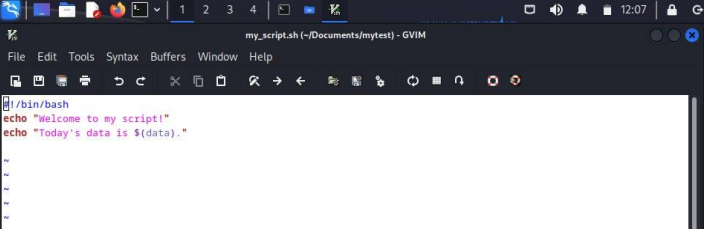 1 2 3 4 12:07
my_script.sh (~/Documents/mytest) - GVIM
File Edit Tools Syntax Buffers Window Help
#!/bin/bash
echo "Welcome to my script!"
echo "Today's data is $(data)."
~
~
~
~
~